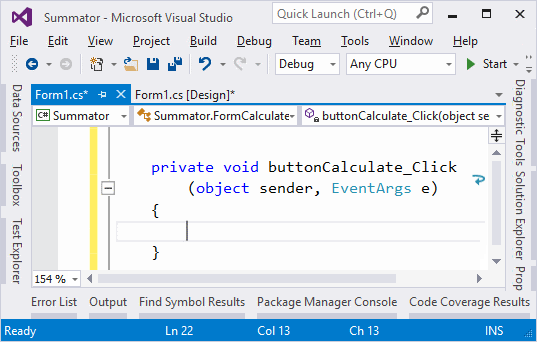 Summator - Microsoft Visual Studio
Quick Launch (Ctrl+Q)
File Edit View Project Build Debug
Team Tools Window Help
Debug Any CPU Start
Form1.cs* Form1.cs [Design]*
C# Summator Summator.FormCalculate buttonCalculate_Click(object se
Data Sources
Toolbox
Test Explorer
private void buttonCalculate_Click
(object sender, EventArgs e)
{
}
Diagnostic Tools
Solution Explorer
Prop
154 %
Error List Output Find Symbol Results Package Manager Console Code Coverage Results
Ready Ln 22 Col 13 Ch 13 INS